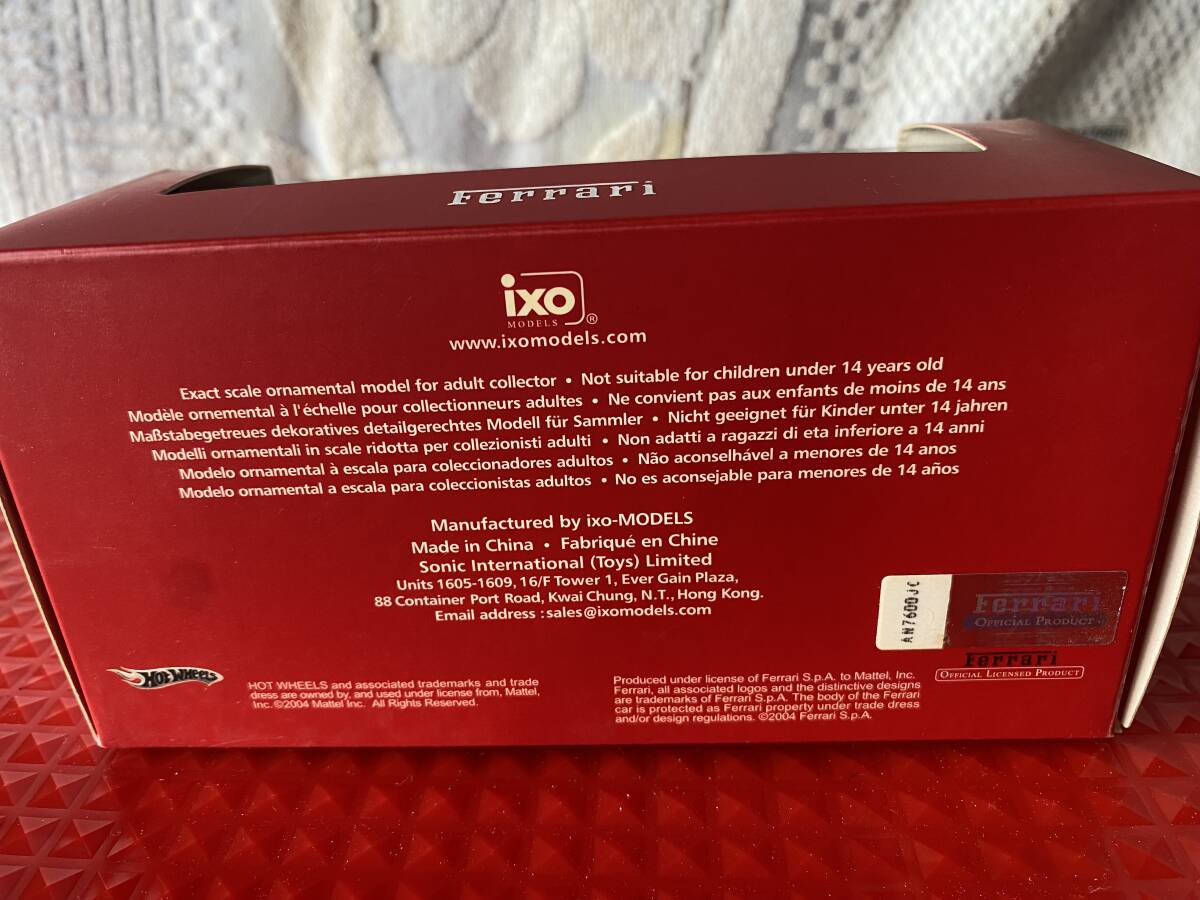 Ferrari
ixo
MODELS ®
www.ixomodels.com
Exact scale ornamental model for adult collector • Not suitable for children under 14 years old
Modèle ornemental à l'échelle pour collectionneurs adultes • Ne convient pas aux enfants de moins de 14 ans
Maßstabegetreues dekoratives detailgerechtes Modell für Sammler • Nicht geeignet für Kinder unter 14 jahren
Modelli ornamentali in scale ridotta per collezionisti adulti • Non adatti a ragazzi di eta inferiore a 14 anni
Modelo ornamental à escala para coleccionadores adultos • Não aconselhável a menores de 14 anos
Modelo ornamental a escala para coleccionistas adultos • No es aconsejable para menores de 14 años
Manufactured by ixo-MODELS
Made in China • Fabriqué en Chine
Sonic International (Toys) Limited
Units 1605-1609, 16/F Tower 1, Ever Gain Plaza,
88 Container Port Road, Kwai Chung, N.T., Hong Kong.
Email address :sales@ixomodels.com
AN7600JC
Ferrari
OFFICIAL PRODUCT
Ferrari
OFFICIAL LICENSED PRODUCT
HOT WHEELS
HOT WHEELS and associated trademarks and trade
dress are owned by, and used under license from, Mattel,
Inc. ©2004 Mattel Inc. All Rights Reserved.
Produced under license of Ferrari S.p.A. to Mattel, Inc.
Ferrari, all associated logos and the distinctive designs
are trademarks of Ferrari S.p.A. The body of the Ferrari
car is protected as Ferrari property under trade dress
and/or design regulations. ©2004 Ferrari S.p.A.